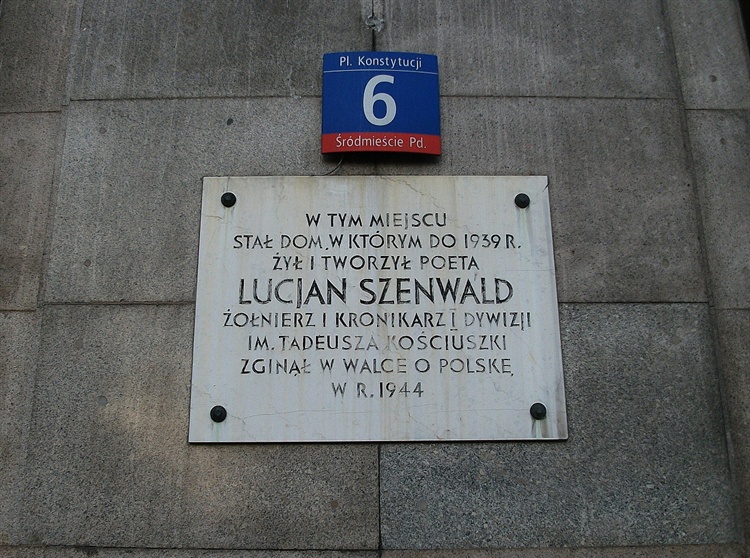 Pl. Konstytucji
6
Śródmieście Pd.
W TYM MIEJSCU
STAŁ DOM, W KTÓRYM DO 1939 R.
ŻYŁ I TWORZYŁ POETA
LUCJAN SZENWALD
ŻOŁNIERZ I KRONIKARZ I DYWIZJI
IM. TADEUSZA KOŚCIUSZKI
ZGINĄŁ W WALCE O POLSKĘ
W R. 1944